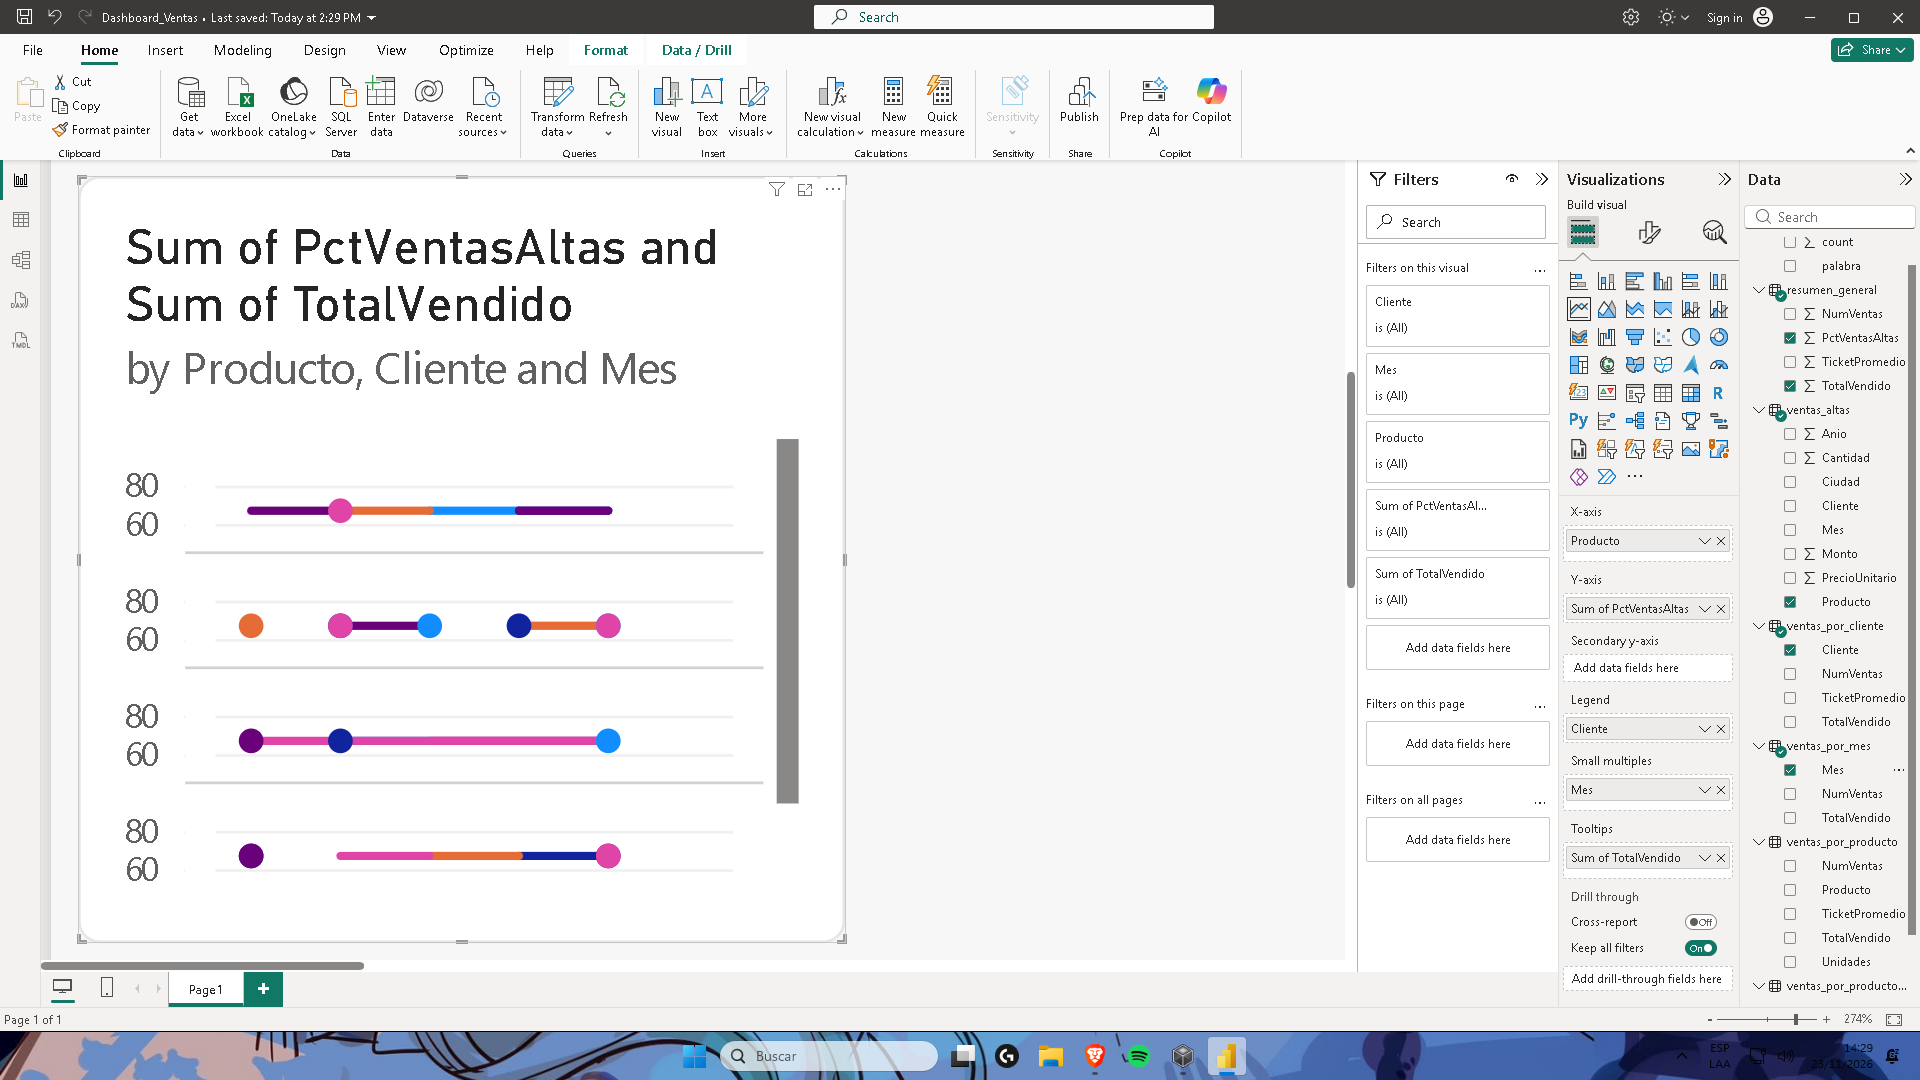 Dashboard_Ventas • Last saved: Today at 2:29 PM
Search
Sign in
File
Home
Insert
Modeling
Design
View
Optimize
Help
Format
Data / Drill
Share
Paste
Cut
Copy
Format painter
Clipboard
Get data
Excel workbook
OneLake catalog
SQL Server
Enter data
Dataverse
Recent sources
Data
Transform data
Refresh
Queries
New visual
Text box
More visuals
Insert
New visual calculation
New measure
Quick measure
Calculations
Sensitivity
Sensitivity
Publish
Share
Prep data for AI
Copilot
Copilot
DAX
TMDL
Sum of PctVentasAltas and
Sum of TotalVendido
by Producto, Cliente and Mes
80
60
80
60
80
60
80
60
Filters
Search
Filters on this visual
Cliente
is (All)
Mes
is (All)
Producto
is (All)
Sum of PctVentasAl...
is (All)
Sum of TotalVendido
is (All)
Add data fields here
Filters on this page
Add data fields here
Filters on all pages
Add data fields here
Visualizations
Build visual
123
R
Py
X-axis
Producto
Y-axis
Sum of PctVentasAltas
Secondary y-axis
Add data fields here
Legend
Cliente
Small multiples
Mes
Tooltips
Sum of TotalVendido
Drill through
Cross-report
Off
Keep all filters
On
Add drill-through fields here
Data
Search
count
palabra
resumen_general
NumVentas
PctVentasAltas
TicketPromedio
TotalVendido
ventas_altas
Anio
Cantidad
Ciudad
Cliente
Mes
Monto
PrecioUnitario
Producto
ventas_por_cliente
Cliente
NumVentas
TicketPromedio
TotalVendido
ventas_por_mes
Mes
NumVentas
TotalVendido
ventas_por_producto
NumVentas
Producto
TicketPromedio
TotalVendido
Unidades
ventas_por_producto...
Page 1
Page 1 of 1
274%
Buscar
ESP
LAA
14:29
23/11/2026